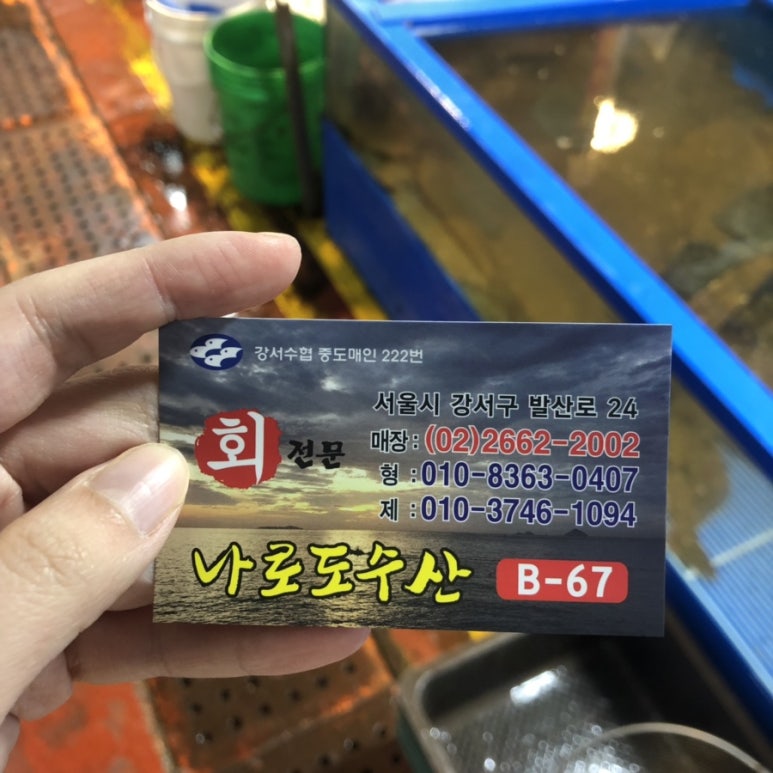 강서수협 중도매인 222번
서울시 강서구 발산로 24
회 전문
매장 : (02)2662-2002
형 : 010-8363-0407
제 : 010-3746-1094
나로도수산 B-67